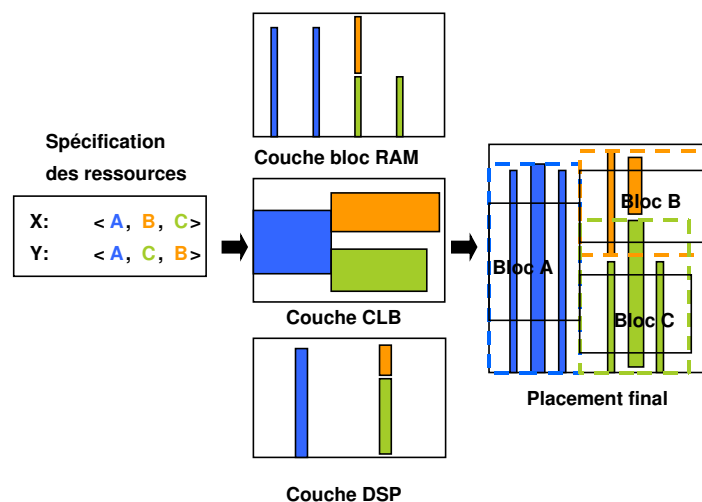 Spécification
des ressources
X: < A, B, C>
Y: < A, C, B>
Couche bloc RAM
Couche CLB
Couche DSP
Bloc A
Bloc B
Bloc C
Placement final